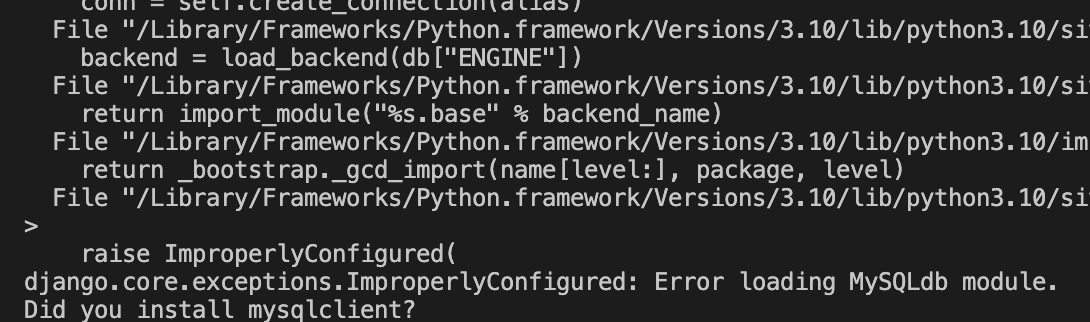 conn = self.create_connection(alias)
File "/Library/Frameworks/Python.framework/Versions/3.10/lib/python3.10/si
backend = load_backend(db["ENGINE"])
File "/Library/Frameworks/Python.framework/Versions/3.10/lib/python3.10/si
return import_module("%s.base" % backend_name)
File "/Library/Frameworks/Python.framework/Versions/3.10/lib/python3.10/im
return _bootstrap._gcd_import(name[level:], package, level)
File "/Library/Frameworks/Python.framework/Versions/3.10/lib/python3.10/si
>
raise ImproperlyConfigured(
django.core.exceptions.ImproperlyConfigured: Error loading MySQLdb module.
Did you install mysqlclient?